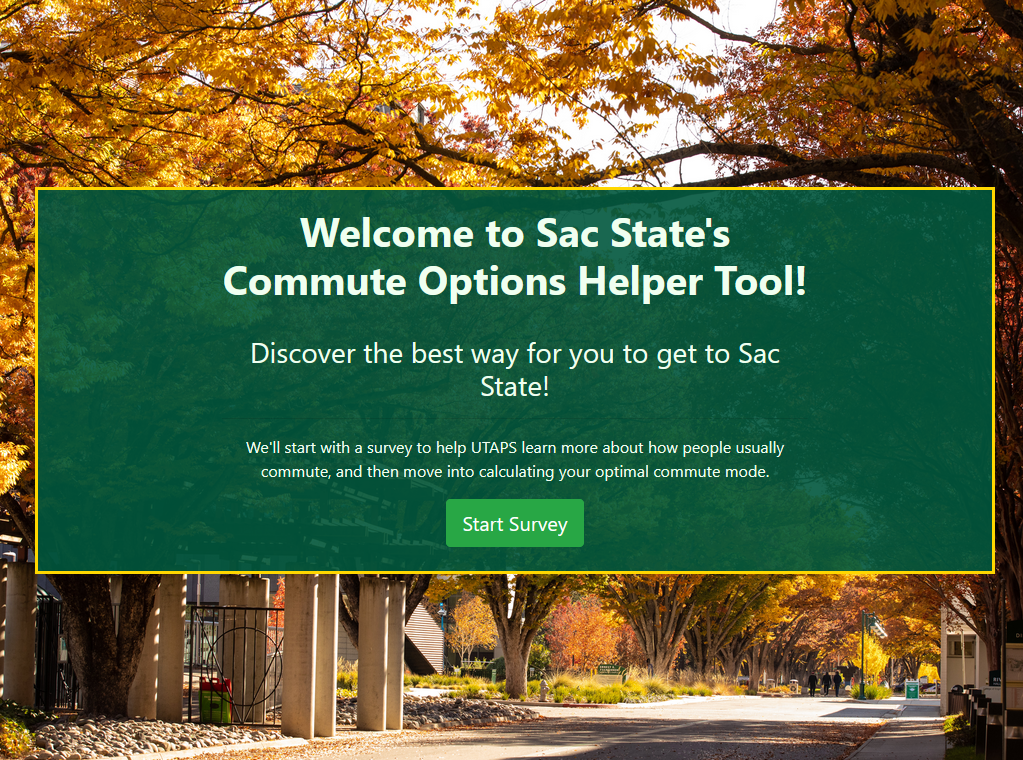 Welcome to Sac State's
Commute Options Helper Tool!
Discover the best way for you to get to Sac
State!
We'll start with a survey to help UTAPS learn more about how people usually
commute, and then move into calculating your optimal commute mode.
Start Survey